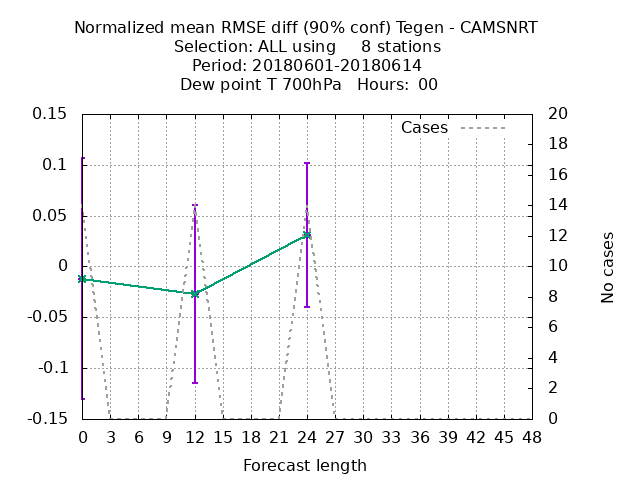 Normalized mean RMSE diff (90% conf) Tegen - CAMSNRT
Selection: ALL using     8 stations
Period: 20180601-20180614
Dew point T 700hPa   Hours:  00
Cases
0.15
0.1
0.05
0
-0.05
-0.1
-0.15
20
18
16
14
12
10
8
6
4
2
0
No cases
0 3 6 9 12 15 18 21 24 27 30 33 36 39 42 45 48
Forecast length